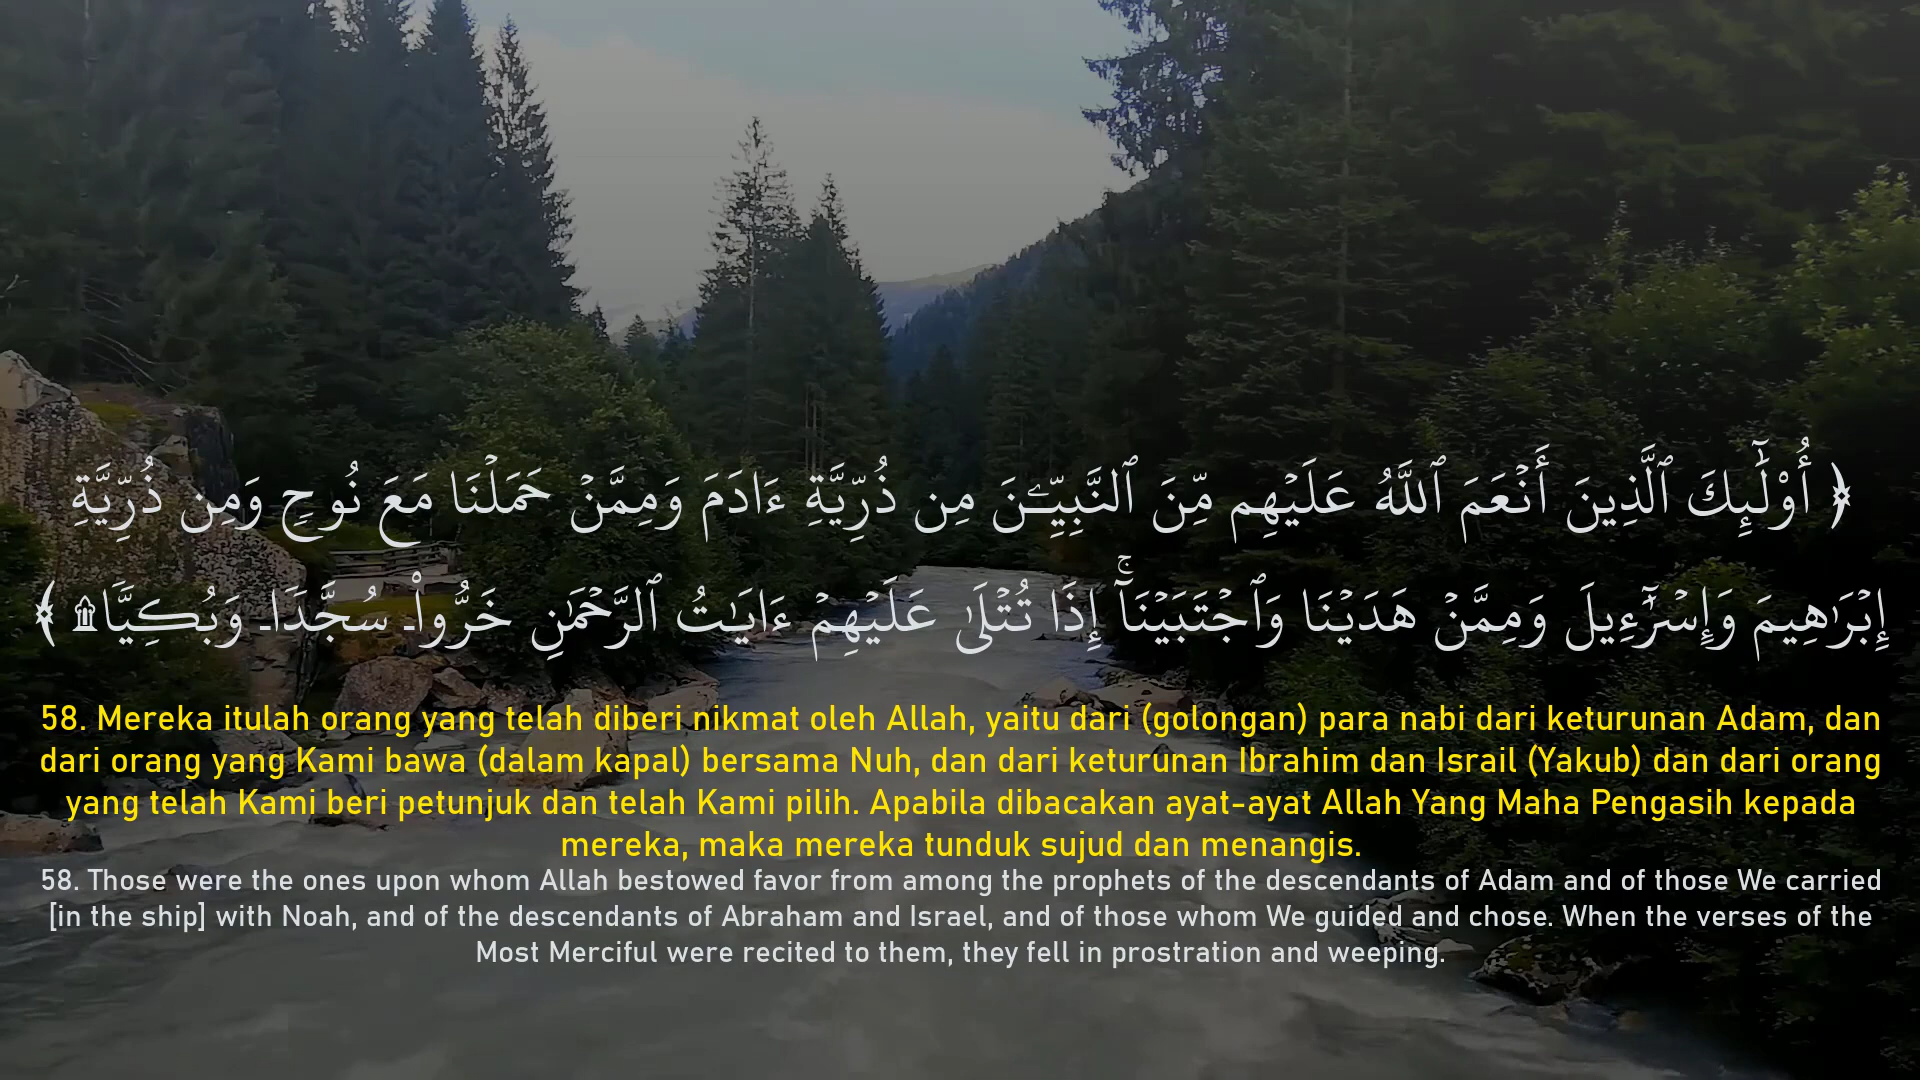 ﴿ أُوْلَٰٓئِكَ ٱلَّذِينَ أَنۡعَمَ ٱللَّهُ عَلَيۡهِم مِّنَ ٱلنَّبِيِّـۧنَ مِن ذُرِّيَّةِ ءَادَمَ وَمِمَّنۡ حَمَلۡنَا مَعَ نُوحٖ وَمِن ذُرِّيَّةِ
إِبۡرَٰهِيمَ وَإِسۡرَٰٓءِيلَ وَمِمَّنۡ هَدَيۡنَا وَٱجۡتَبَيۡنَآۚ إِذَا تُتۡلَىٰ عَلَيۡهِمۡ ءَايَٰتُ ٱلرَّحۡمَٰنِ خَرُّواْۤ سُجَّدٗاۤ وَبُكِيّٗا۩ ﴾
58. Mereka itulah orang yang telah diberi nikmat oleh Allah, yaitu dari (golongan) para nabi dari keturunan Adam, dan
dari orang yang Kami bawa (dalam kapal) bersama Nuh, dan dari keturunan Ibrahim dan Israil (Yakub) dan dari orang
yang telah Kami beri petunjuk dan telah Kami pilih. Apabila dibacakan ayat-ayat Allah Yang Maha Pengasih kepada
mereka, maka mereka tunduk sujud dan menangis.
58. Those were the ones upon whom Allah bestowed favor from among the prophets of the descendants of Adam and of those We carried
[in the ship] with Noah, and of the descendants of Abraham and Israel, and of those whom We guided and chose. When the verses of the
Most Merciful were recited to them, they fell in prostration and weeping.